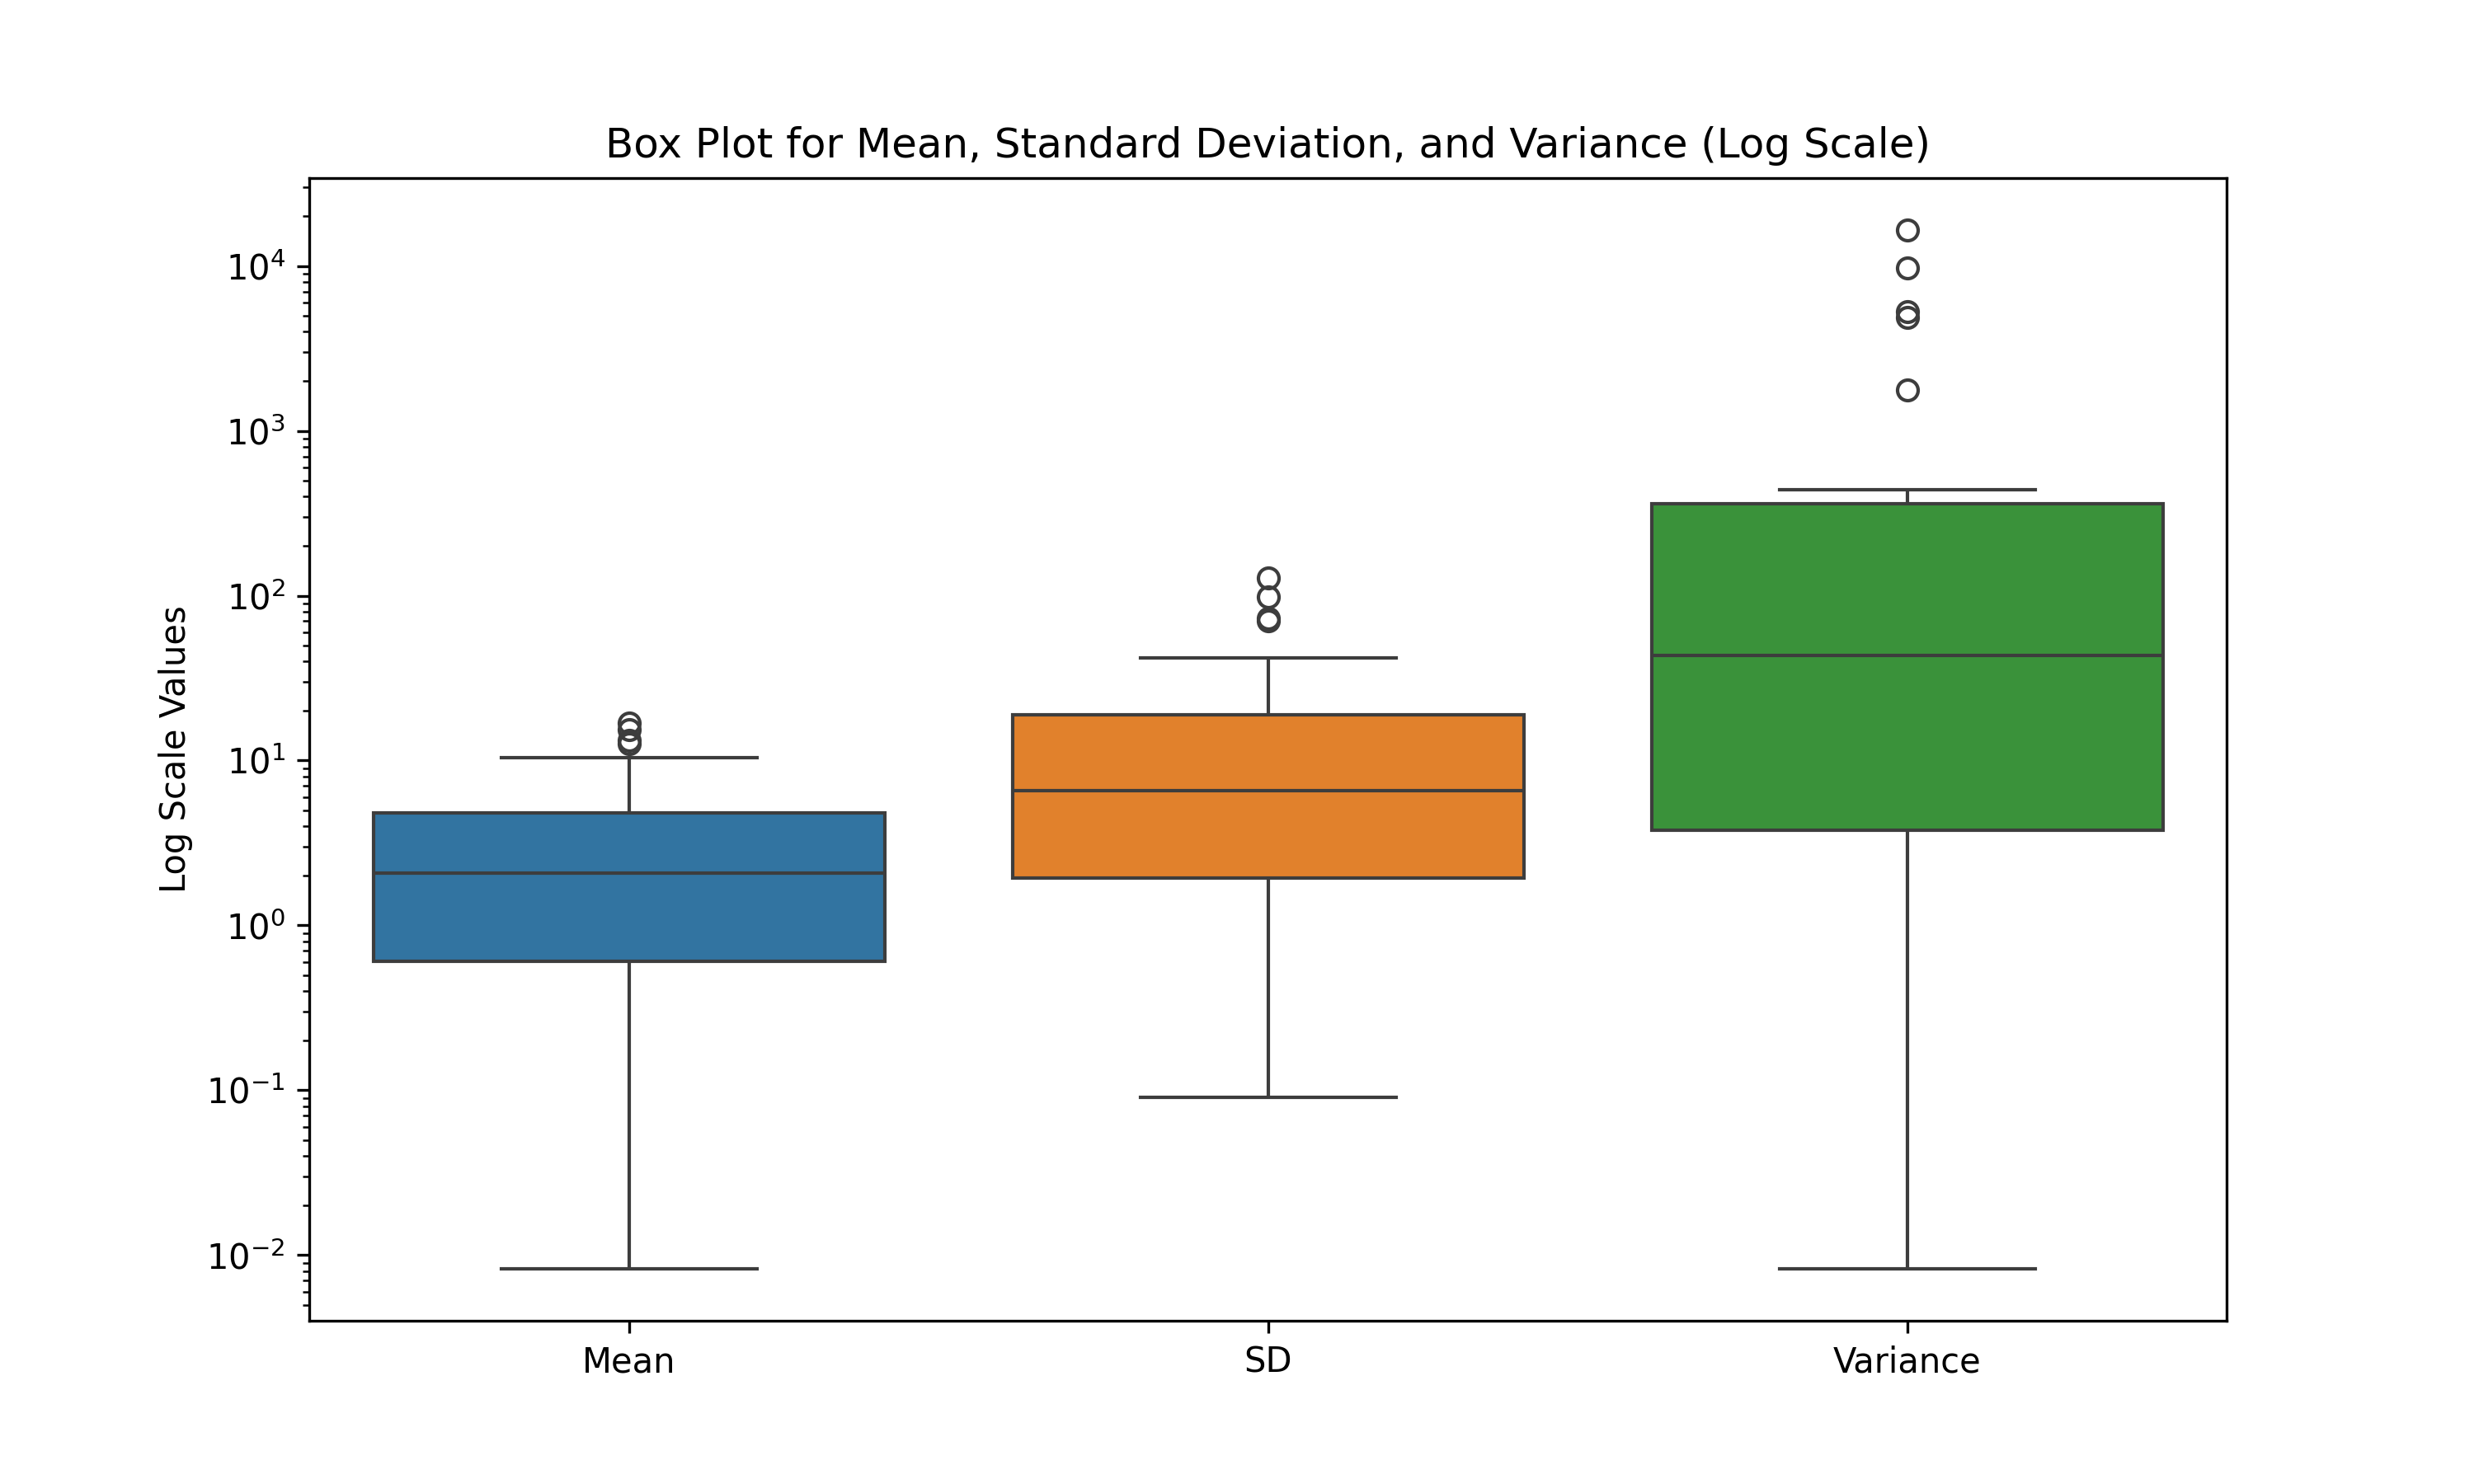 Box Plot for Mean, Standard Deviation, and Variance (Log Scale)
Log Scale Values
10⁴
10³
10²
10¹
10⁰
10⁻¹
10⁻²
Mean
SD
Variance